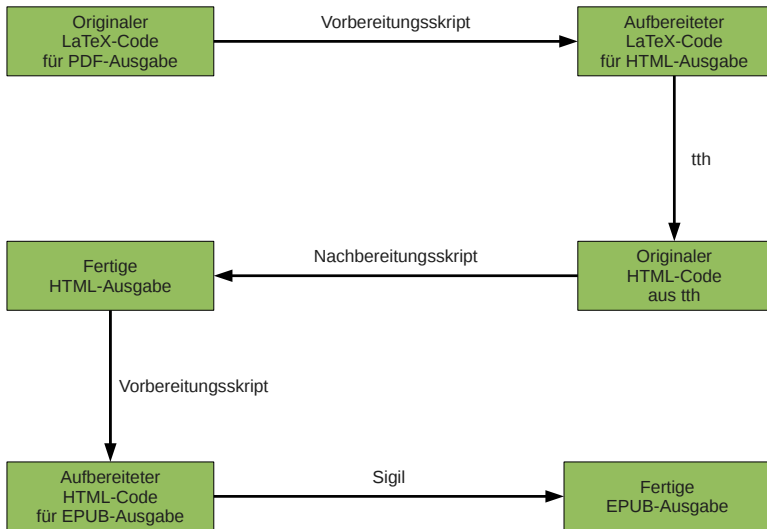 Originaler
LaTeX-Code
für PDF-Ausgabe
Vorbereitungsskript
Aufbereiteter
LaTeX-Code
für HTML-Ausgabe
tth
Originaler
HTML-Code
aus tth
Nachbereitungsskript
Fertige
HTML-Ausgabe
Vorbereitungsskript
Aufbereiteter
HTML-Code
für EPUB-Ausgabe
Sigil
Fertige
EPUB-Ausgabe